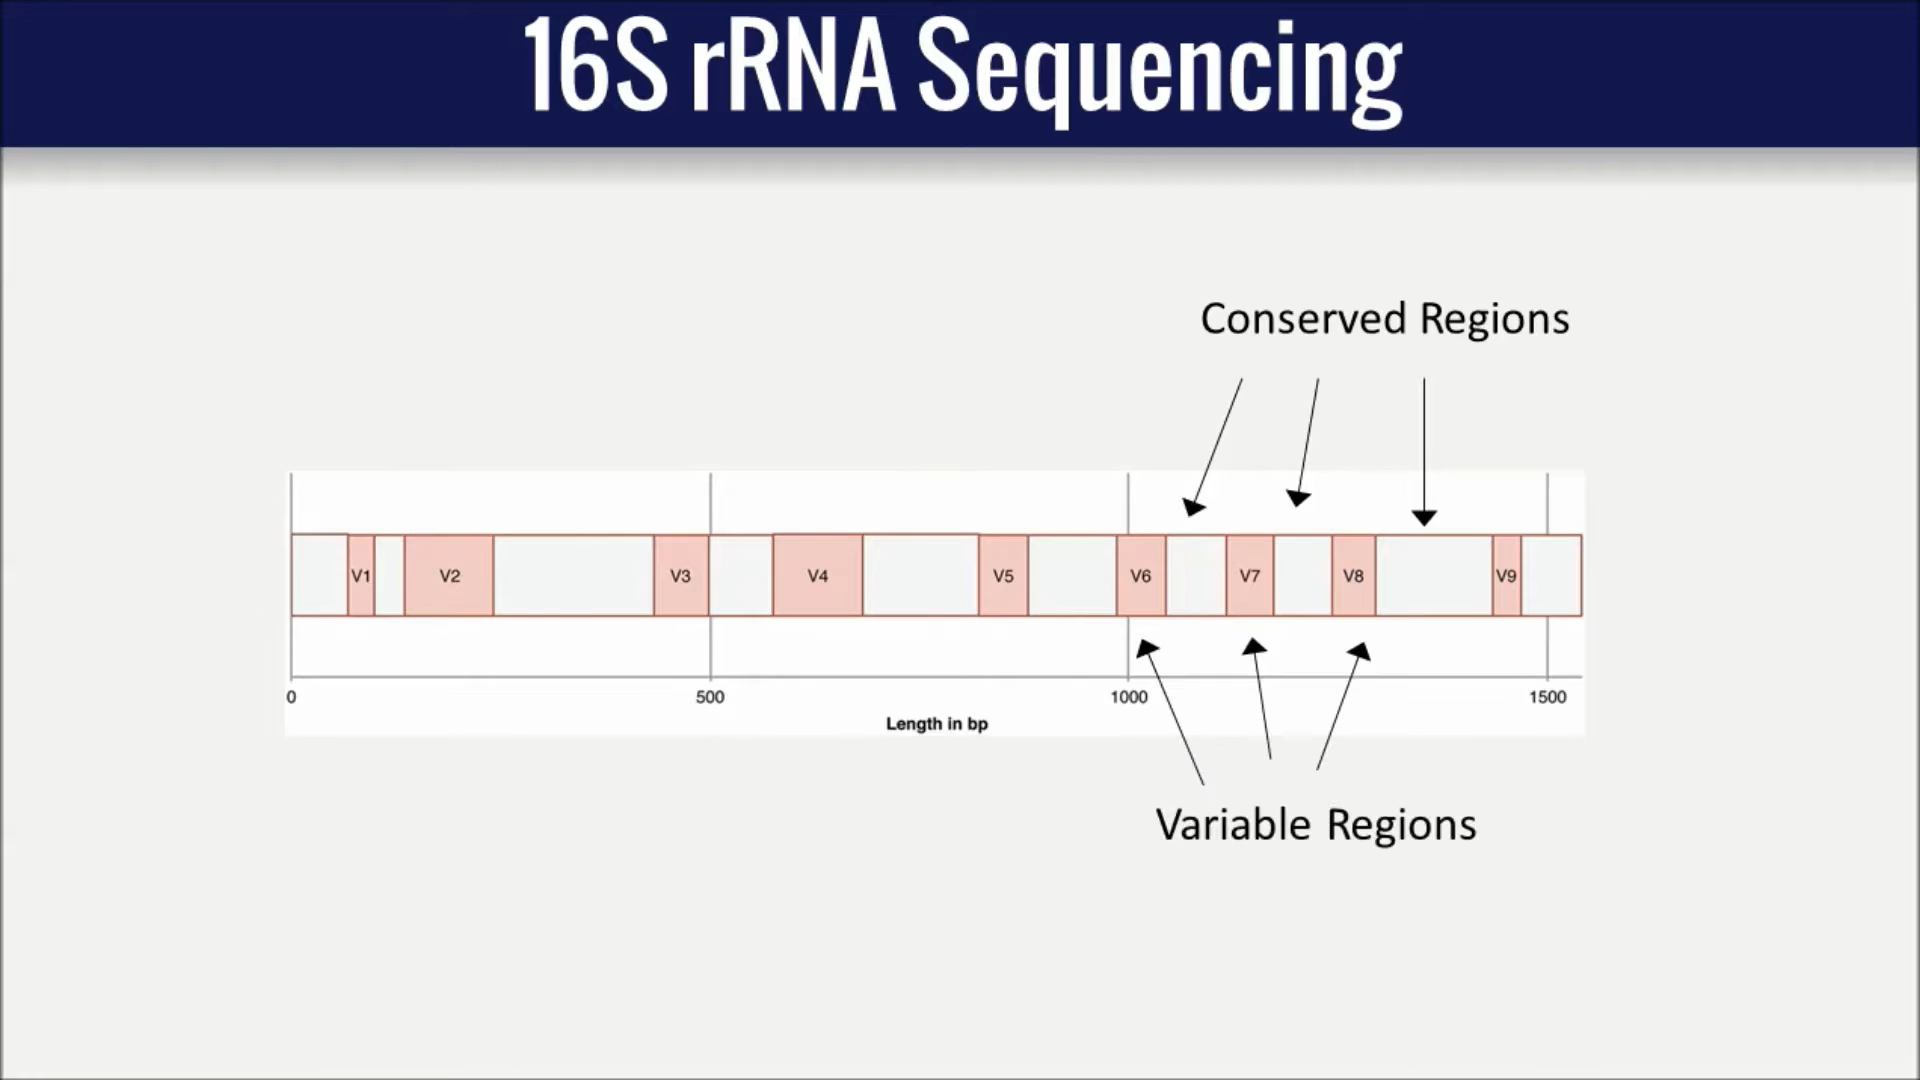 16S rRNA Sequencing
Conserved Regions
V1 V2 V3 V4 V5 V6 V7 V8 V9
0 500 1000 1500
Length in bp
Variable Regions